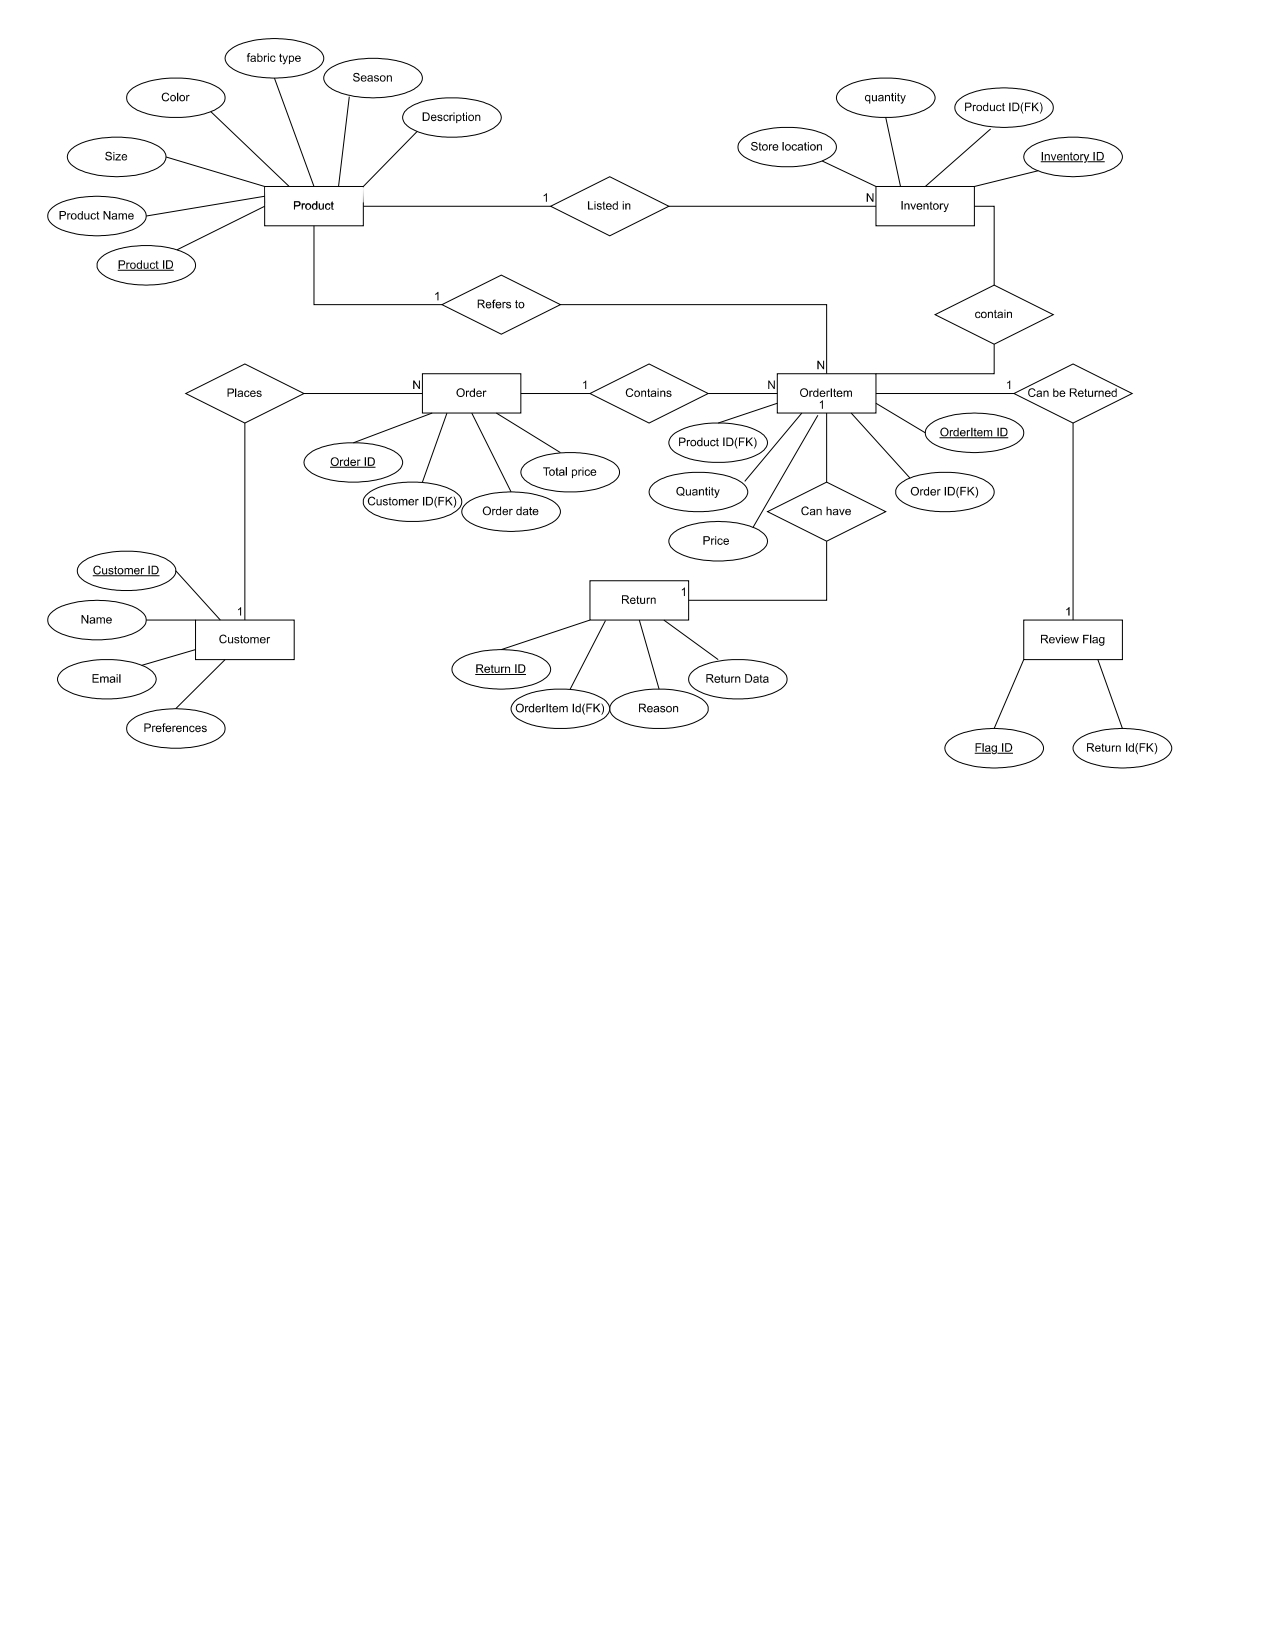 fabric type
Season
Color
quantity
Product ID(FK)
Description
Store location
Size
Inventory ID
1
N
Product
Listed in
Inventory
Product Name
Product ID
1
Refers to
contain
N
Places
N
Order
1
Contains
N
OrderItem
1
1
Can be Returned
Product ID(FK)
OrderItem ID
Order ID
Total price
Customer ID(FK)
Quantity
Order ID(FK)
Order date
Can have
Price
Customer ID
1
Return
1
1
Name
Customer
Review Flag
Email
Return ID
Return Data
OrderItem Id(FK)
Reason
Preferences
Flag ID
Return Id(FK)